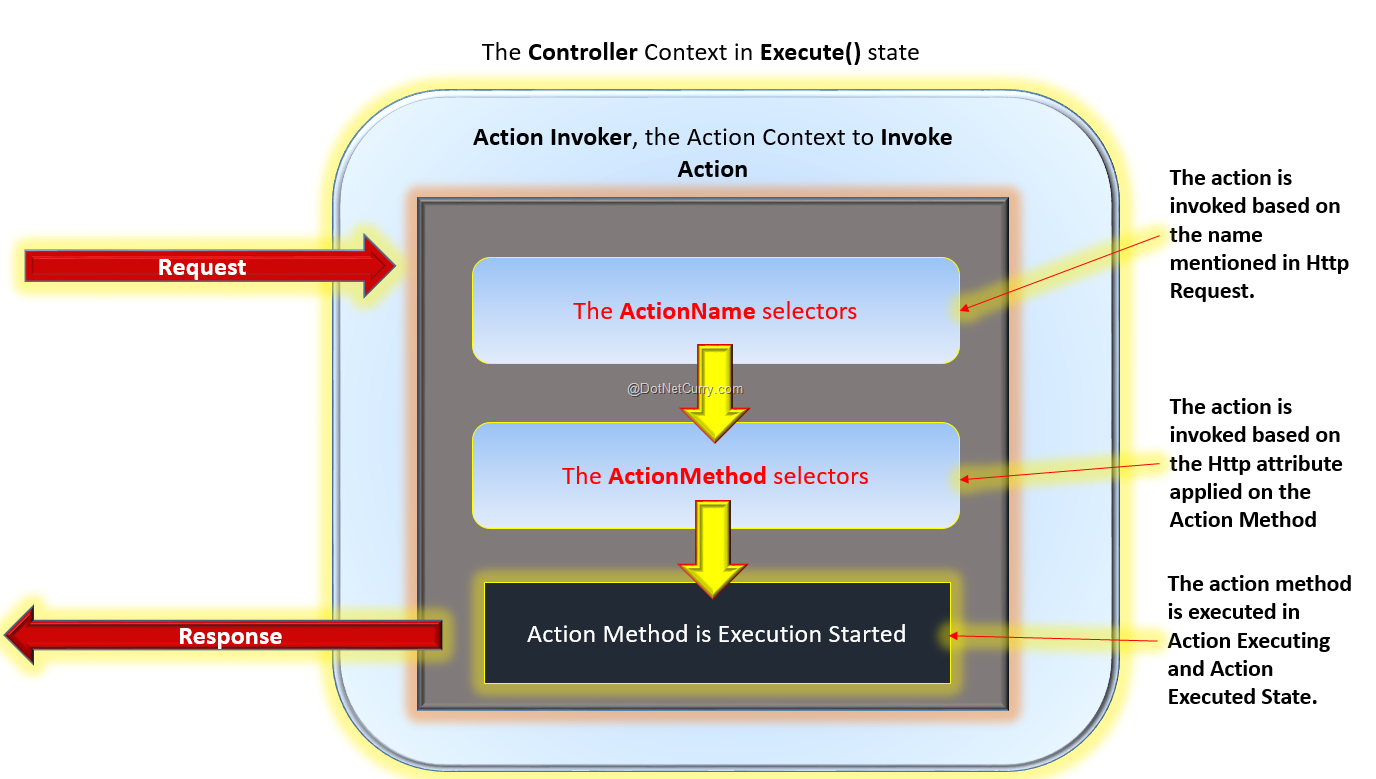 The Controller Context in Execute() state
Action Invoker, the Action Context to Invoke
Action
Request
The ActionName selectors
The action is
invoked based on
the name
mentioned in Http
Request.
@DotNetCurry.com
The ActionMethod selectors
The action is
invoked based on
the Http attribute
applied on the
Action Method
Response
Action Method is Execution Started
The action method
is executed in
Action Executing
and Action
Executed State.